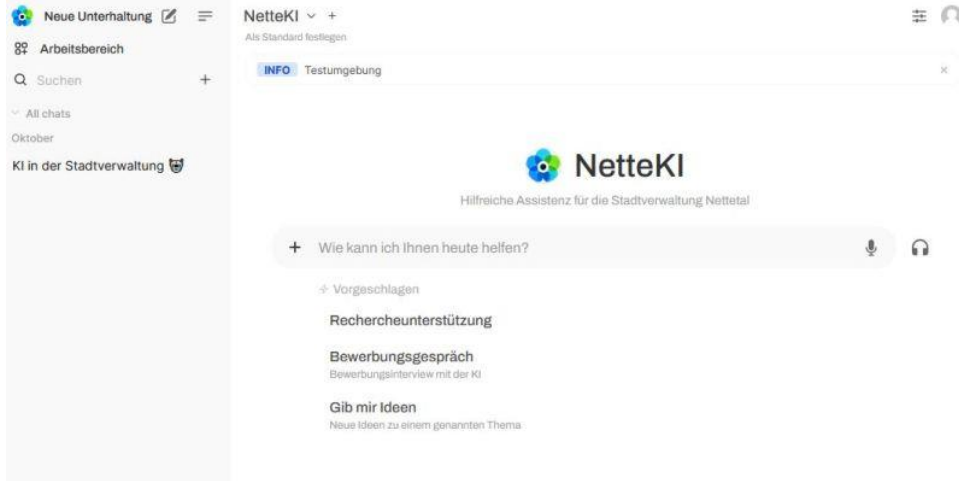 Neue Unterhaltung
Arbeitsbereich
Suchen
All chats
Oktober
KI in der Stadtverwaltung
NetteKI
Als Standard festlegen
INFO Testumgebung
NetteKI
Hilfreiche Assistenz für die Stadtverwaltung Nettetal
Wie kann ich Ihnen heute helfen?
Vorgeschlagen
Rechercheunterstützung
Bewerbungsgespräch
Bewerbungsinterview mit der KI
Gib mir Ideen
Neue Ideen zu einem genannten Thema